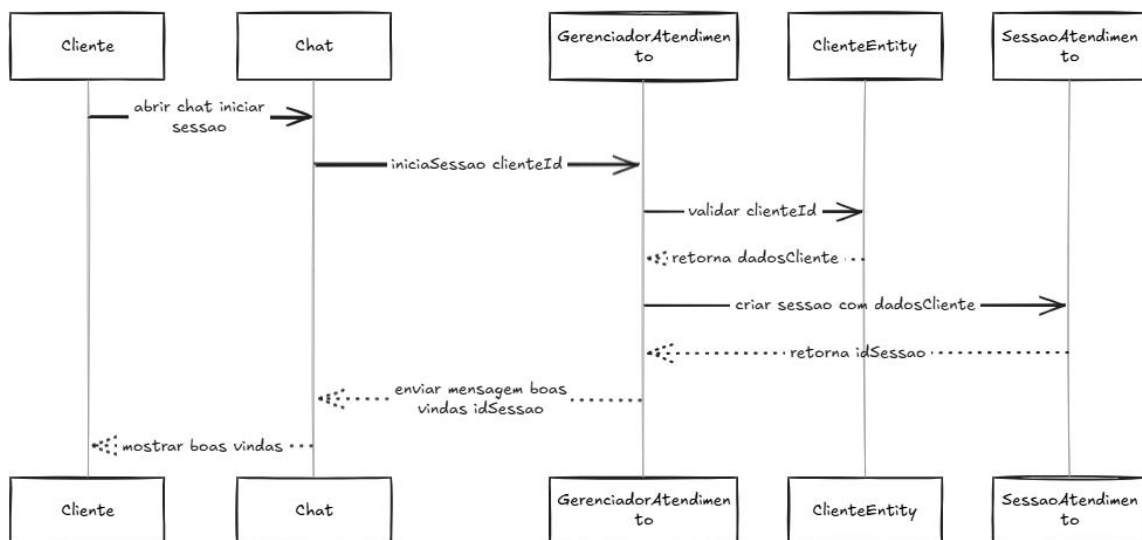 Cliente
Chat
GerenciadorAtendimen
to
ClienteEntity
SessaoAtendimen
to
abrir chat iniciar
sessao
iniciaSessao clienteId
validar clienteId
retorna dadosCliente
criar sessao com dadosCliente
retorna idSessao
enviar mensagem boas
vindas idSessao
mostrar boas vindas
Cliente
Chat
GerenciadorAtendimen
to
ClienteEntity
SessaoAtendimen
to